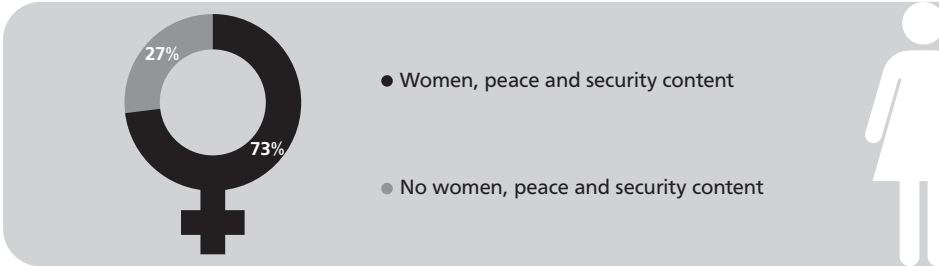 27%
73%
Women, peace and security content
No women, peace and security content